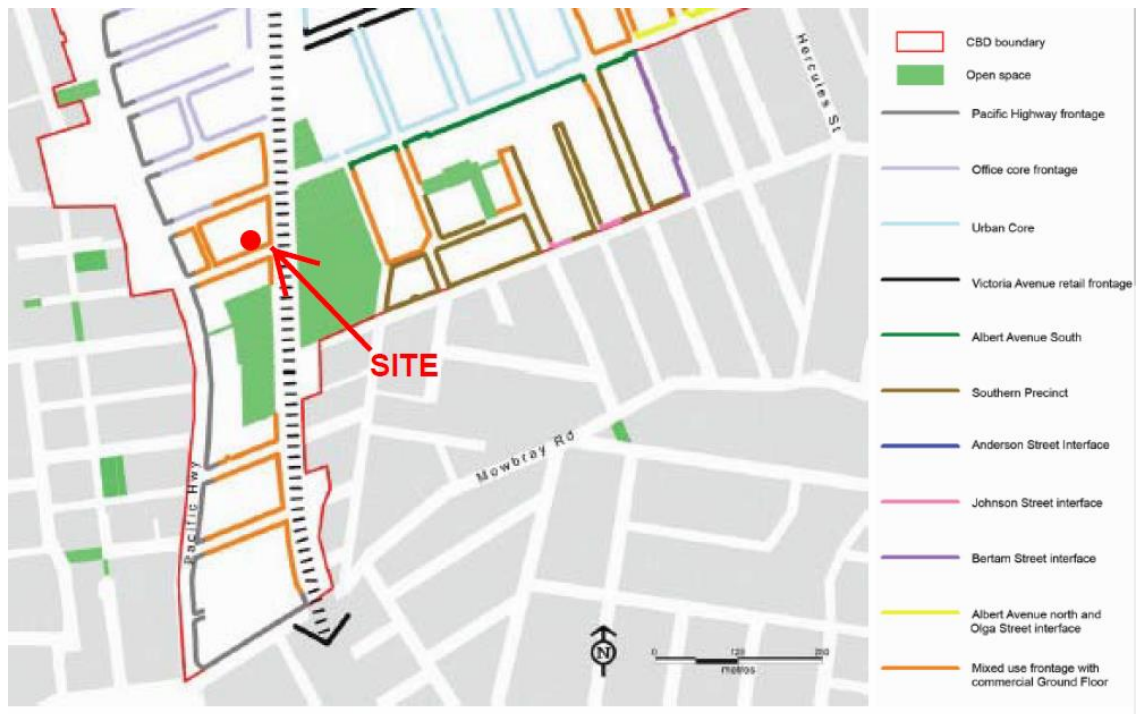 Hercules St
SITE
Mowbray Rd
Pacific Hwy
N
0 120 260
metros
CBD boundary
Open space
Pacific Highway frontage
Office core frontage
Urban Core
Victoria Avenue retail frontage
Albert Avenue South
Southern Precinct
Anderson Street Interface
Johnson Street interface
Bertam Street interface
Albert Avenue north and
Olga Street interface
Mixed use frontage with
commercial Ground Floor